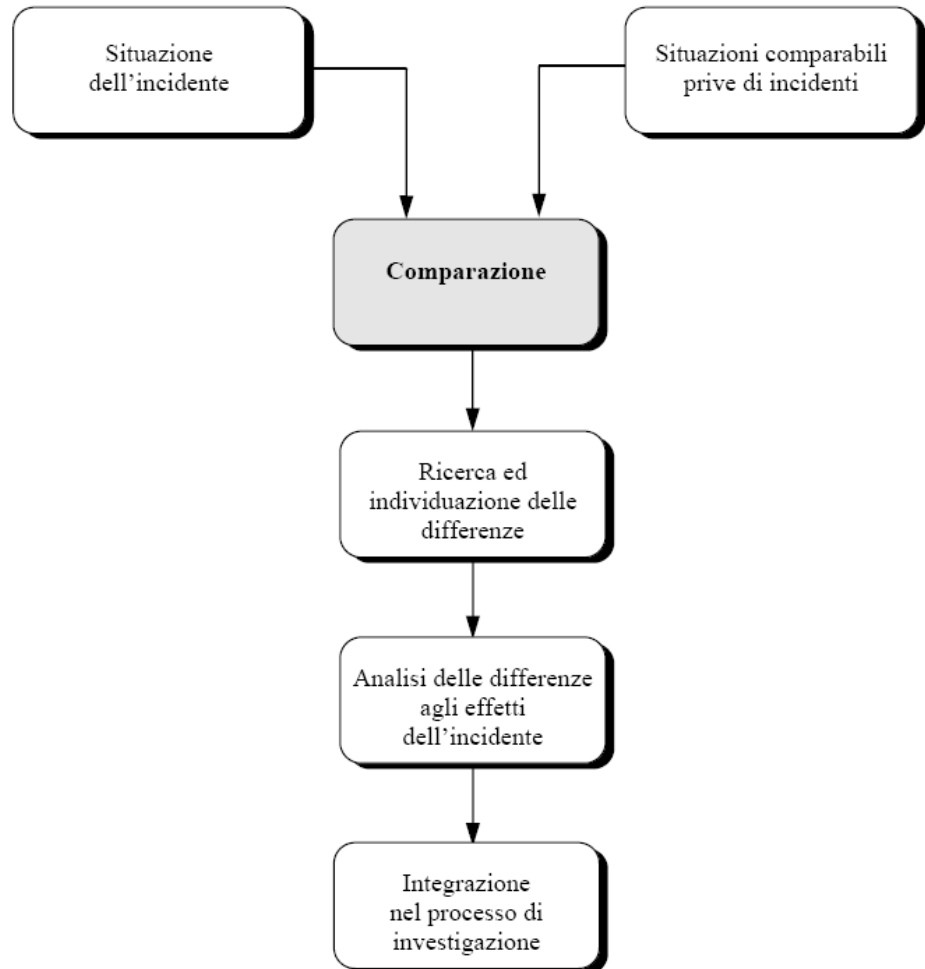 Situazione
dell’incidente
Situazioni comparabili
prive di incidenti
Comparazione
Ricerca ed
individuazione delle
differenze
Analisi delle differenze
agli effetti
dell’incidente
Integrazione
nel processo di
investigazione